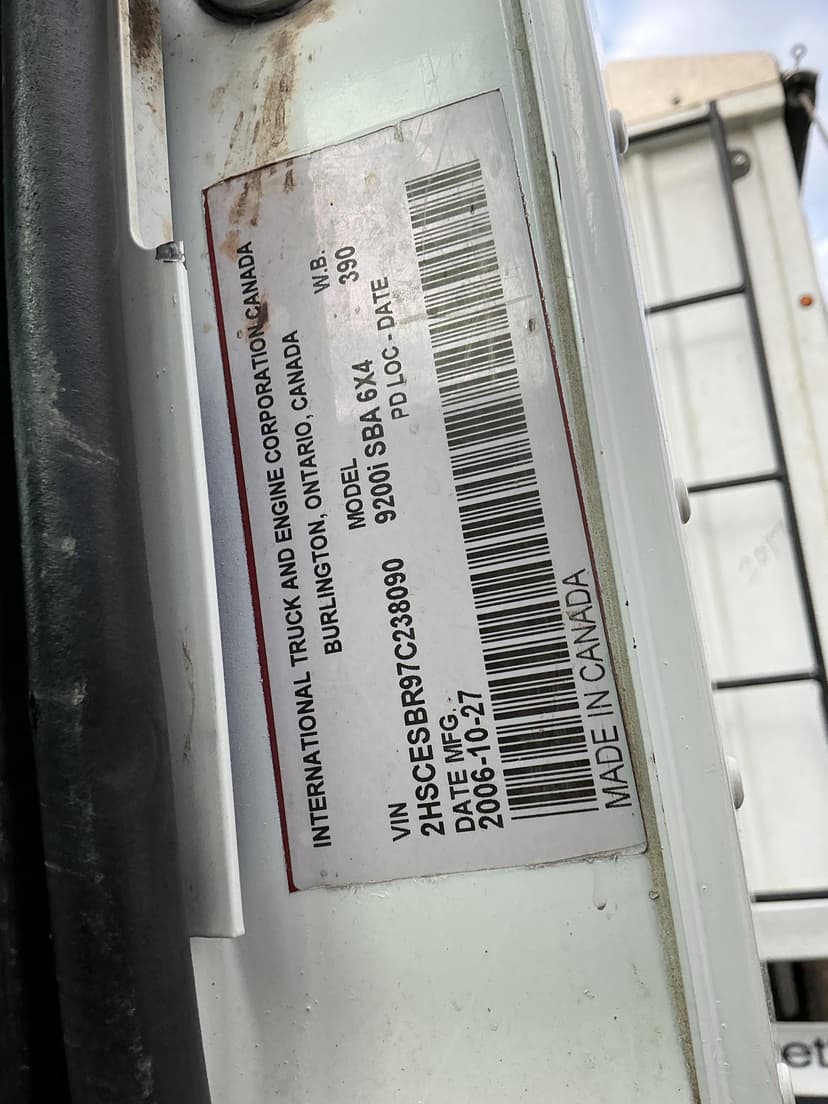 INTERNATIONAL TRUCK AND ENGINE CORPORATION CANADA
BURLINGTON, ONTARIO, CANADA
MODEL W.B.
VIN 9200i SBA 6X4 390
2HSCESBR97C238090
DATE MFG. PD LOC-DATE
2006-10-27
MADE IN CANADA